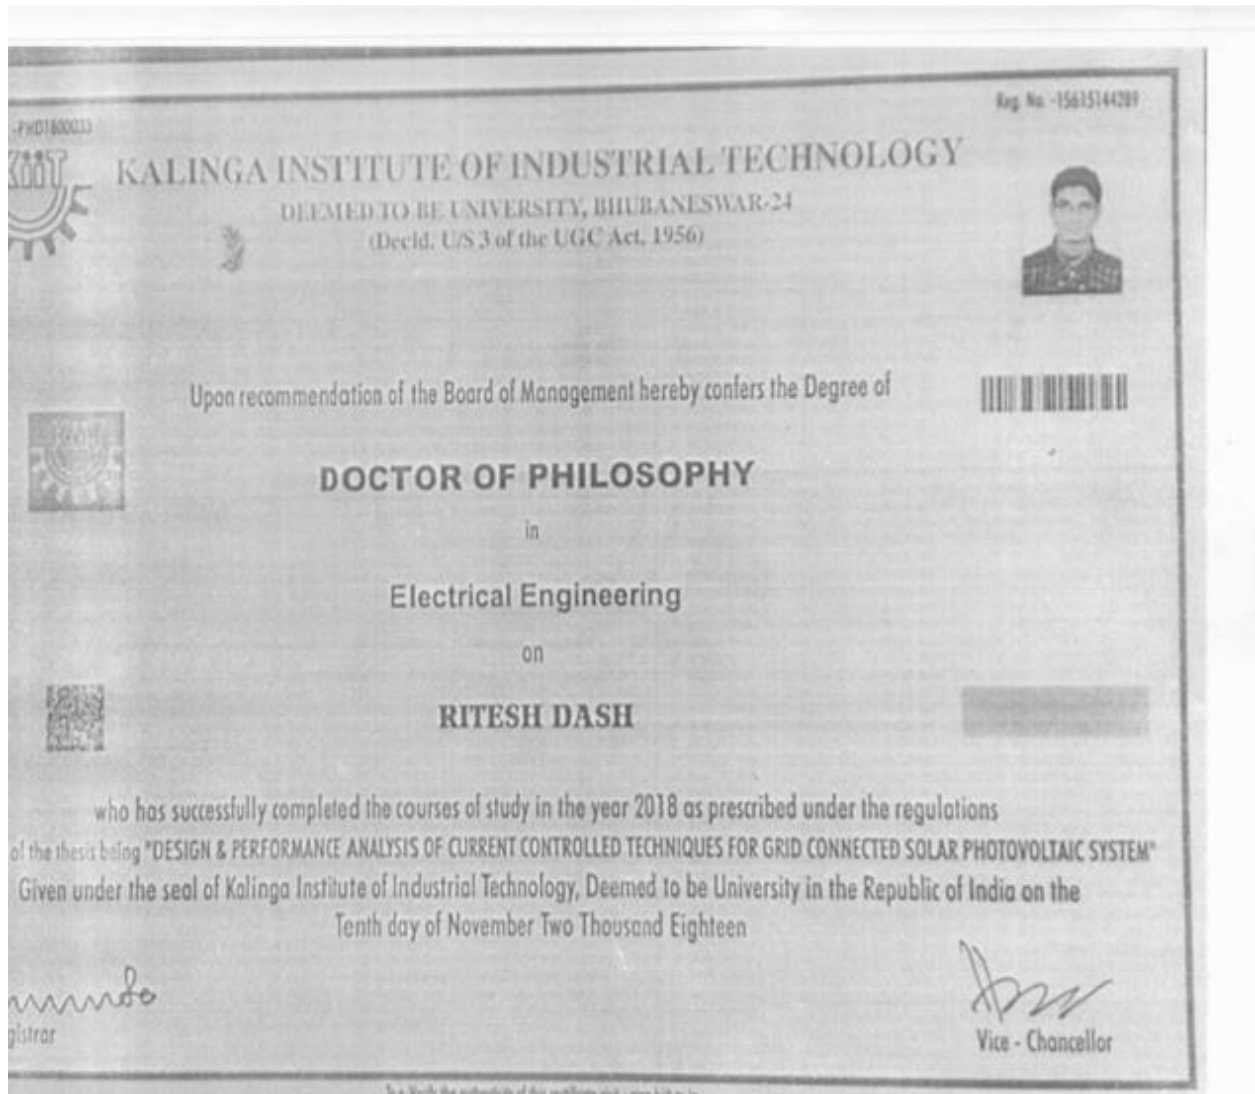 -PHD1800033
Reg. No. -15615144289
KiiT
KALINGA INSTITUTE OF INDUSTRIAL TECHNOLOGY
DEEMED TO BE UNIVERSITY, BHUBANESWAR-24
(Decld. U/S 3 of the UGC Act, 1956)
Upon recommendation of the Board of Management hereby confers the Degree of
DOCTOR OF PHILOSOPHY
in
Electrical Engineering
on
RITESH DASH
who has successfully completed the courses of study in the year 2018 as prescribed under the regulations
of the thesis being "DESIGN & PERFORMANCE ANALYSIS OF CURRENT CONTROLLED TECHNIQUES FOR GRID CONNECTED SOLAR PHOTOVOLTAIC SYSTEM"
Given under the seal of Kalinga Institute of Industrial Technology, Deemed to be University in the Republic of India on the
Tenth day of November Two Thousand Eighteen
gistrar
Vice - Chancellor